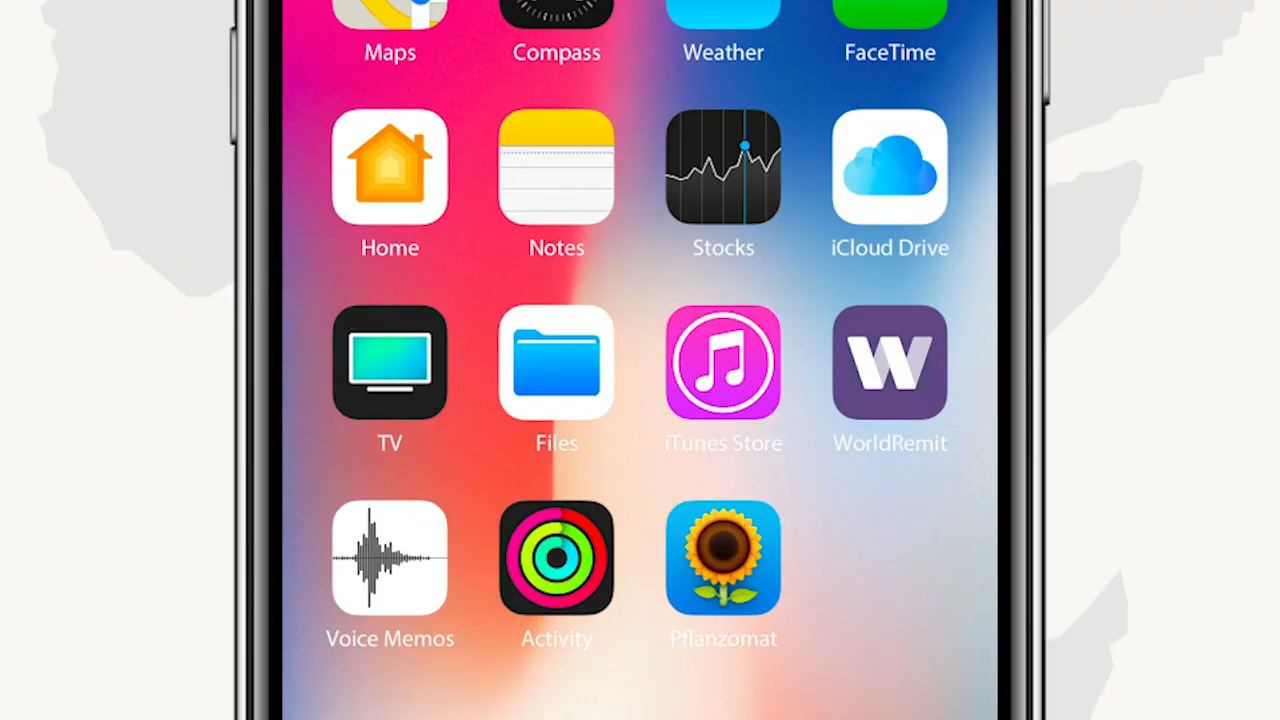 Maps Compass Weather FaceTime
Home Notes Stocks iCloud Drive
W
TV Files iTunes Store WorldRemit
Voice Memos Activity Pflanzomat